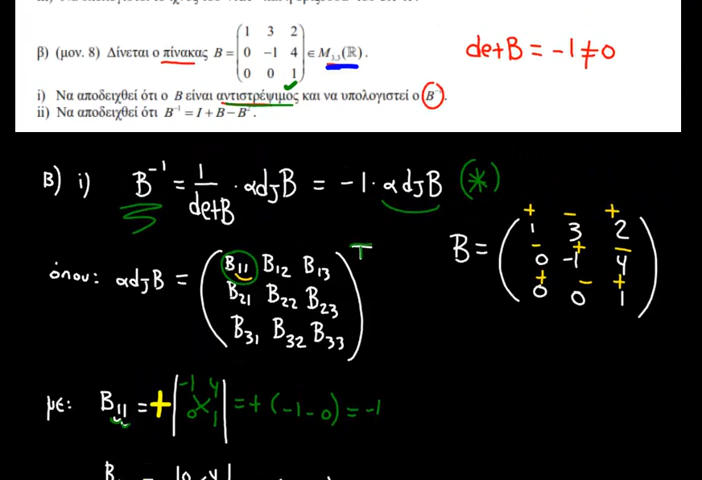 β) (μον. 8) Δίνεται ο πίνακας B = ( 1 3 2 / 0 -1 4 / 0 0 1 ) ∈ M₃,₃(ℝ).
detB = -1 ≠ 0
i) Να αποδειχθεί ότι ο B είναι αντιστρέψιμος και να υπολογιστεί ο B⁻¹.
ii) Να αποδειχθεί ότι B⁻¹ = I + B − B².
B) i) B⁻¹ = 1/detB · adjB = -1 · adjB (*)
B = ( 1 3 2 / 0 -1 4 / 0 0 1 )
+ - +
- + -
+ - +
όπου: adjB = ( B₁₁ B₁₂ B₁₃ / B₂₁ B₂₂ B₂₃ / B₃₁ B₃₂ B₃₃ )ᵀ
με: B₁₁ = + | -1 4 / 0 1 | = + (-1 - 0) = -1